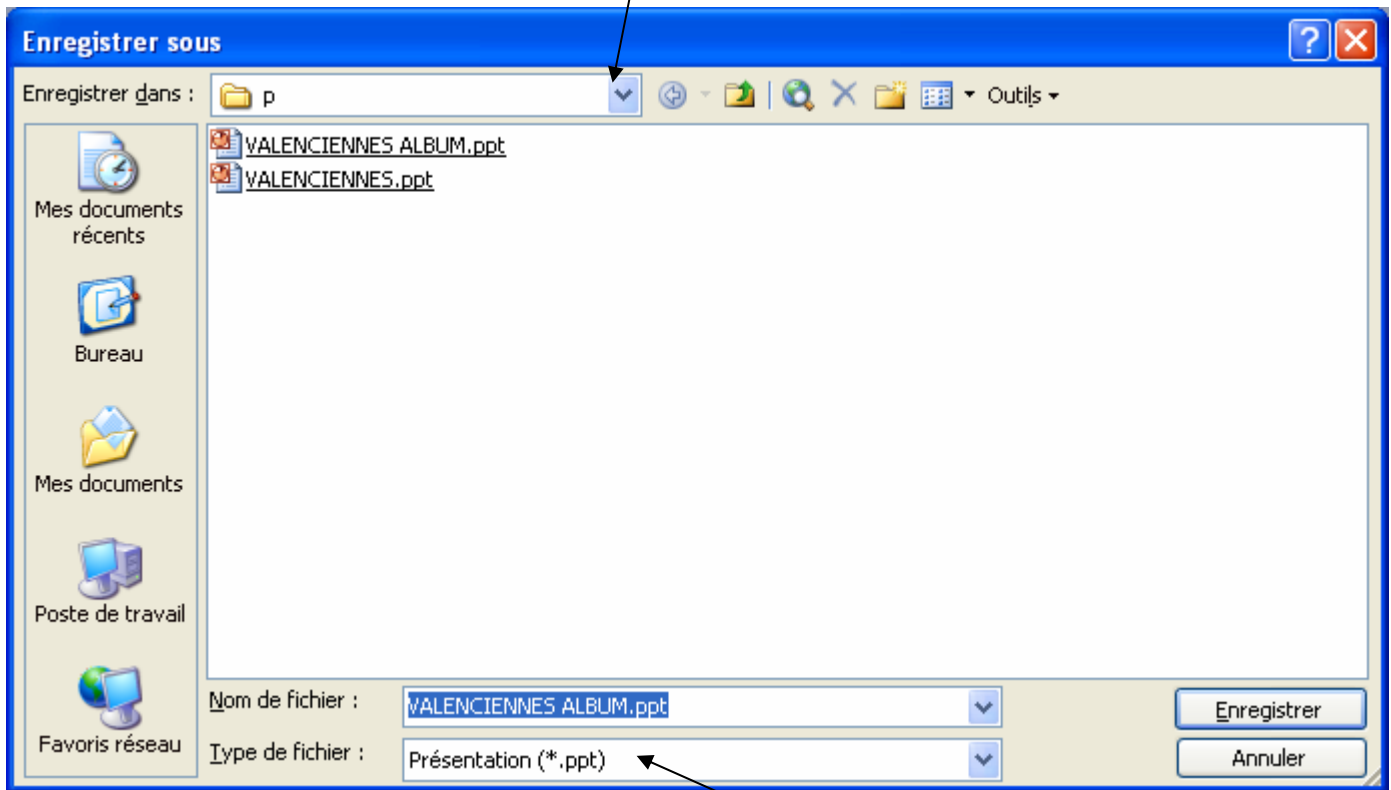 Enregistrer sous
Enregistrer dans :
p
Outils
VALENCIENNES ALBUM.ppt
VALENCIENNES.ppt
Mes documents
récents
Bureau
Mes documents
Poste de travail
Favoris réseau
Nom de fichier :
VALENCIENNES ALBUM.ppt
Enregistrer
Type de fichier :
Présentation (*.ppt)
Annuler